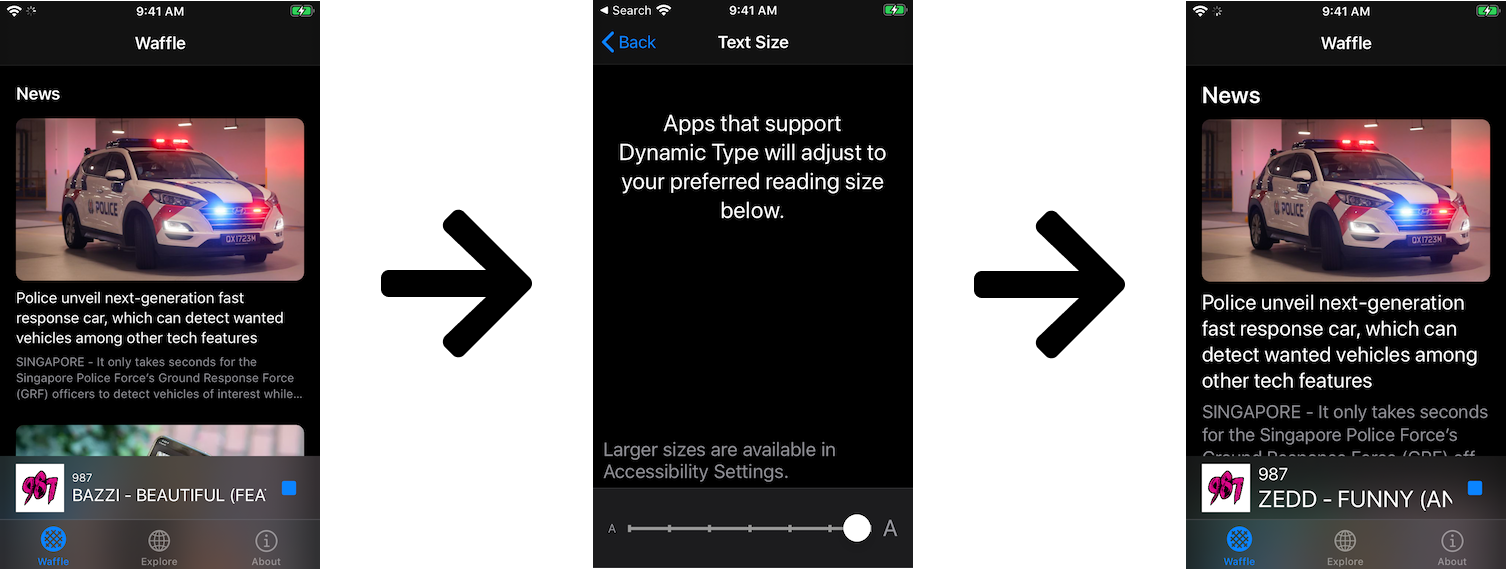 9:41 AM
Waffle
News
POLICE
QX1723M
Police unveil next-generation fast
response car, which can detect wanted
vehicles among other tech features
SINGAPORE - It only takes seconds for the
Singapore Police Force's Ground Response Force
(GRF) officers to detect vehicles of interest while...
987
987
BAZZI - BEAUTIFUL (FEA
Waffle
Explore
About
Search
9:41 AM
Back
Text Size
Apps that support
Dynamic Type will adjust to
your preferred reading size
below.
Larger sizes are available in
Accessibility Settings.
A
A
9:41 AM
Waffle
News
POLICE
QX1723M
Police unveil next-generation
fast response car, which can
detect wanted vehicles among
other tech features
SINGAPORE - It only takes seconds
for the Singapore Police Force's
Ground Response Force (GRF) off
987
987
ZEDD - FUNNY (AN
Waffle
Explore
About